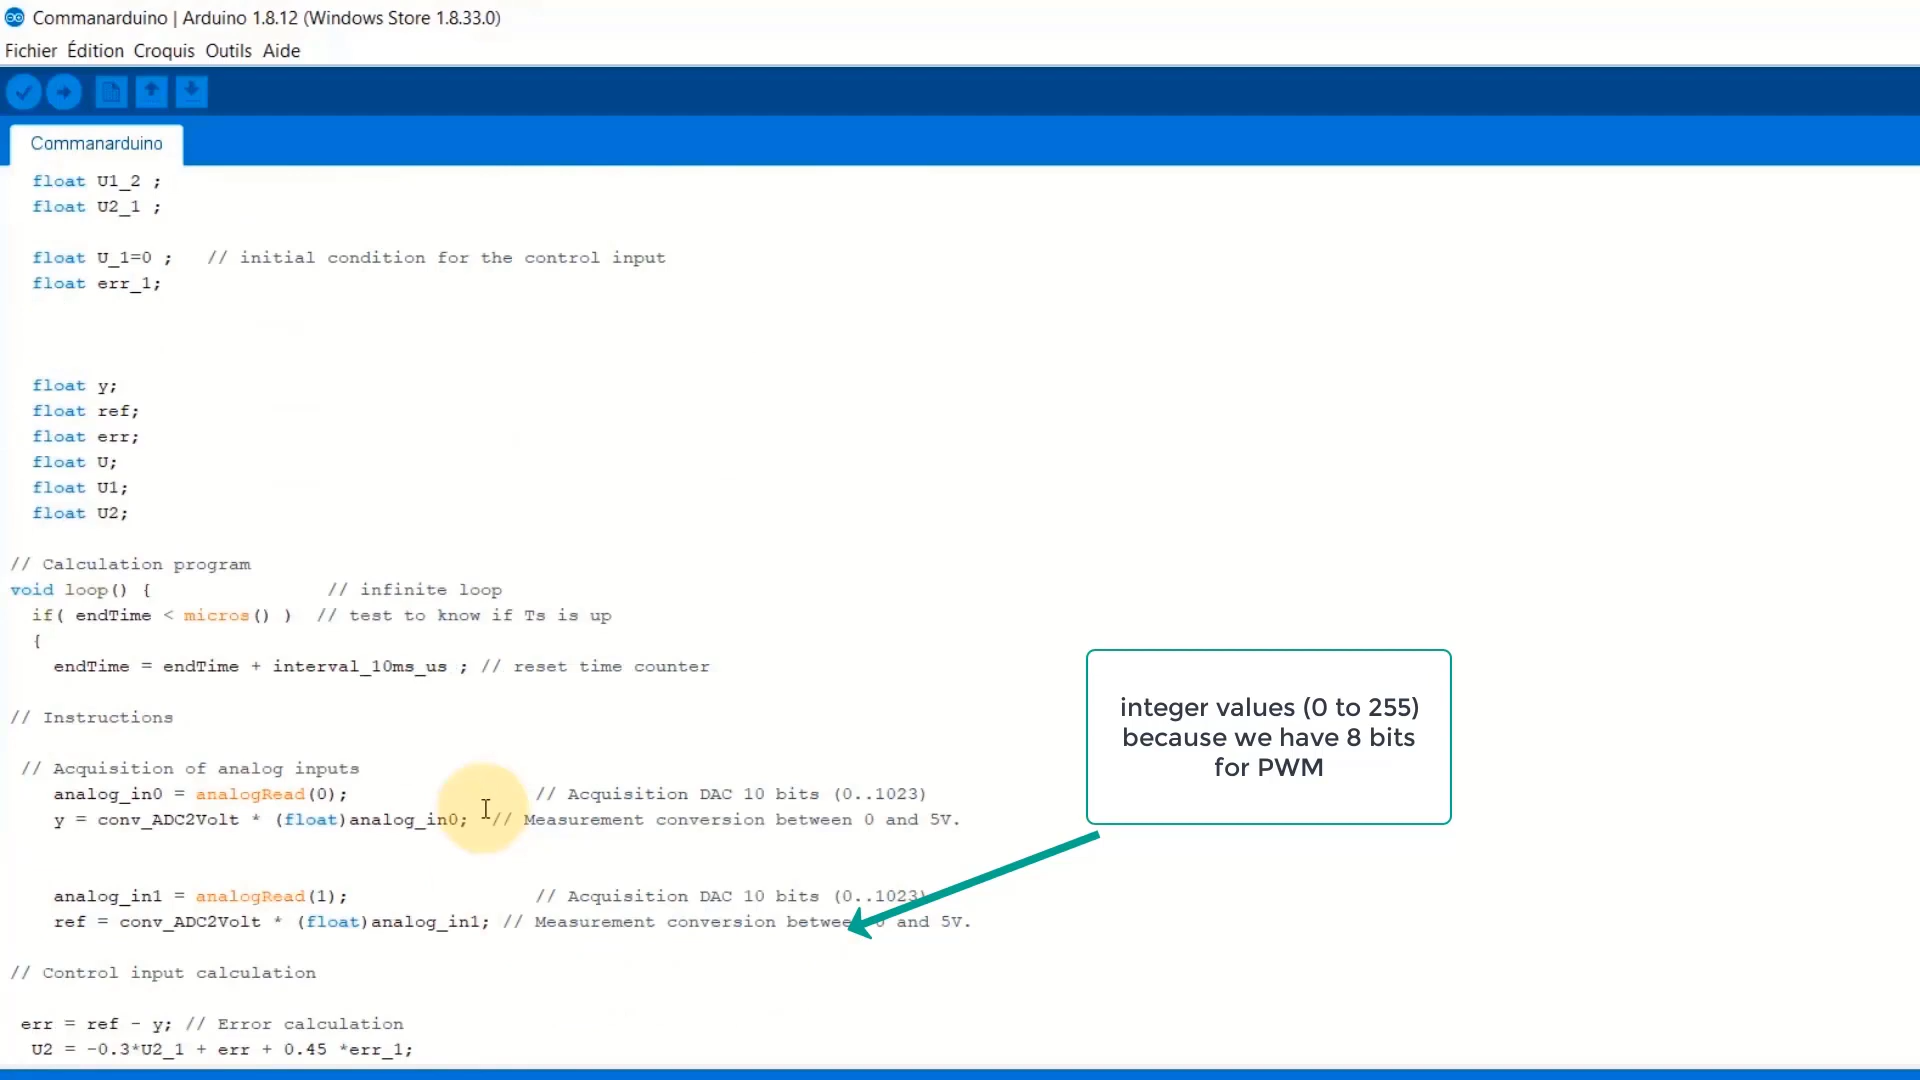 Commanarduino | Arduino 1.8.12 (Windows Store 1.8.33.0)
Fichier Édition Croquis Outils Aide
Commanarduino
float U1_2 ;
float U2_1 ;
float U_1=0 ; // initial condition for the control input
float err_1;
float y;
float ref;
float err;
float U;
float U1;
float U2;
// Calculation program
void loop() { // infinite loop
if( endTime < micros() ) // test to know if Ts is up
{
endTime = endTime + interval_10ms_us ; // reset time counter
// Instructions
// Acquisition of analog inputs
analog_in0 = analogRead(0); // Acquisition DAC 10 bits (0..1023)
y = conv_ADC2Volt * (float)analog_in0; // Measurement conversion between 0 and 5V.
analog_in1 = analogRead(1); // Acquisition DAC 10 bits (0..1023)
ref = conv_ADC2Volt * (float)analog_in1; // Measurement conversion between 0 and 5V.
// Control input calculation
err = ref - y; // Error calculation
U2 = -0.3*U2_1 + err + 0.45 *err_1;
integer values (0 to 255)
because we have 8 bits
for PWM